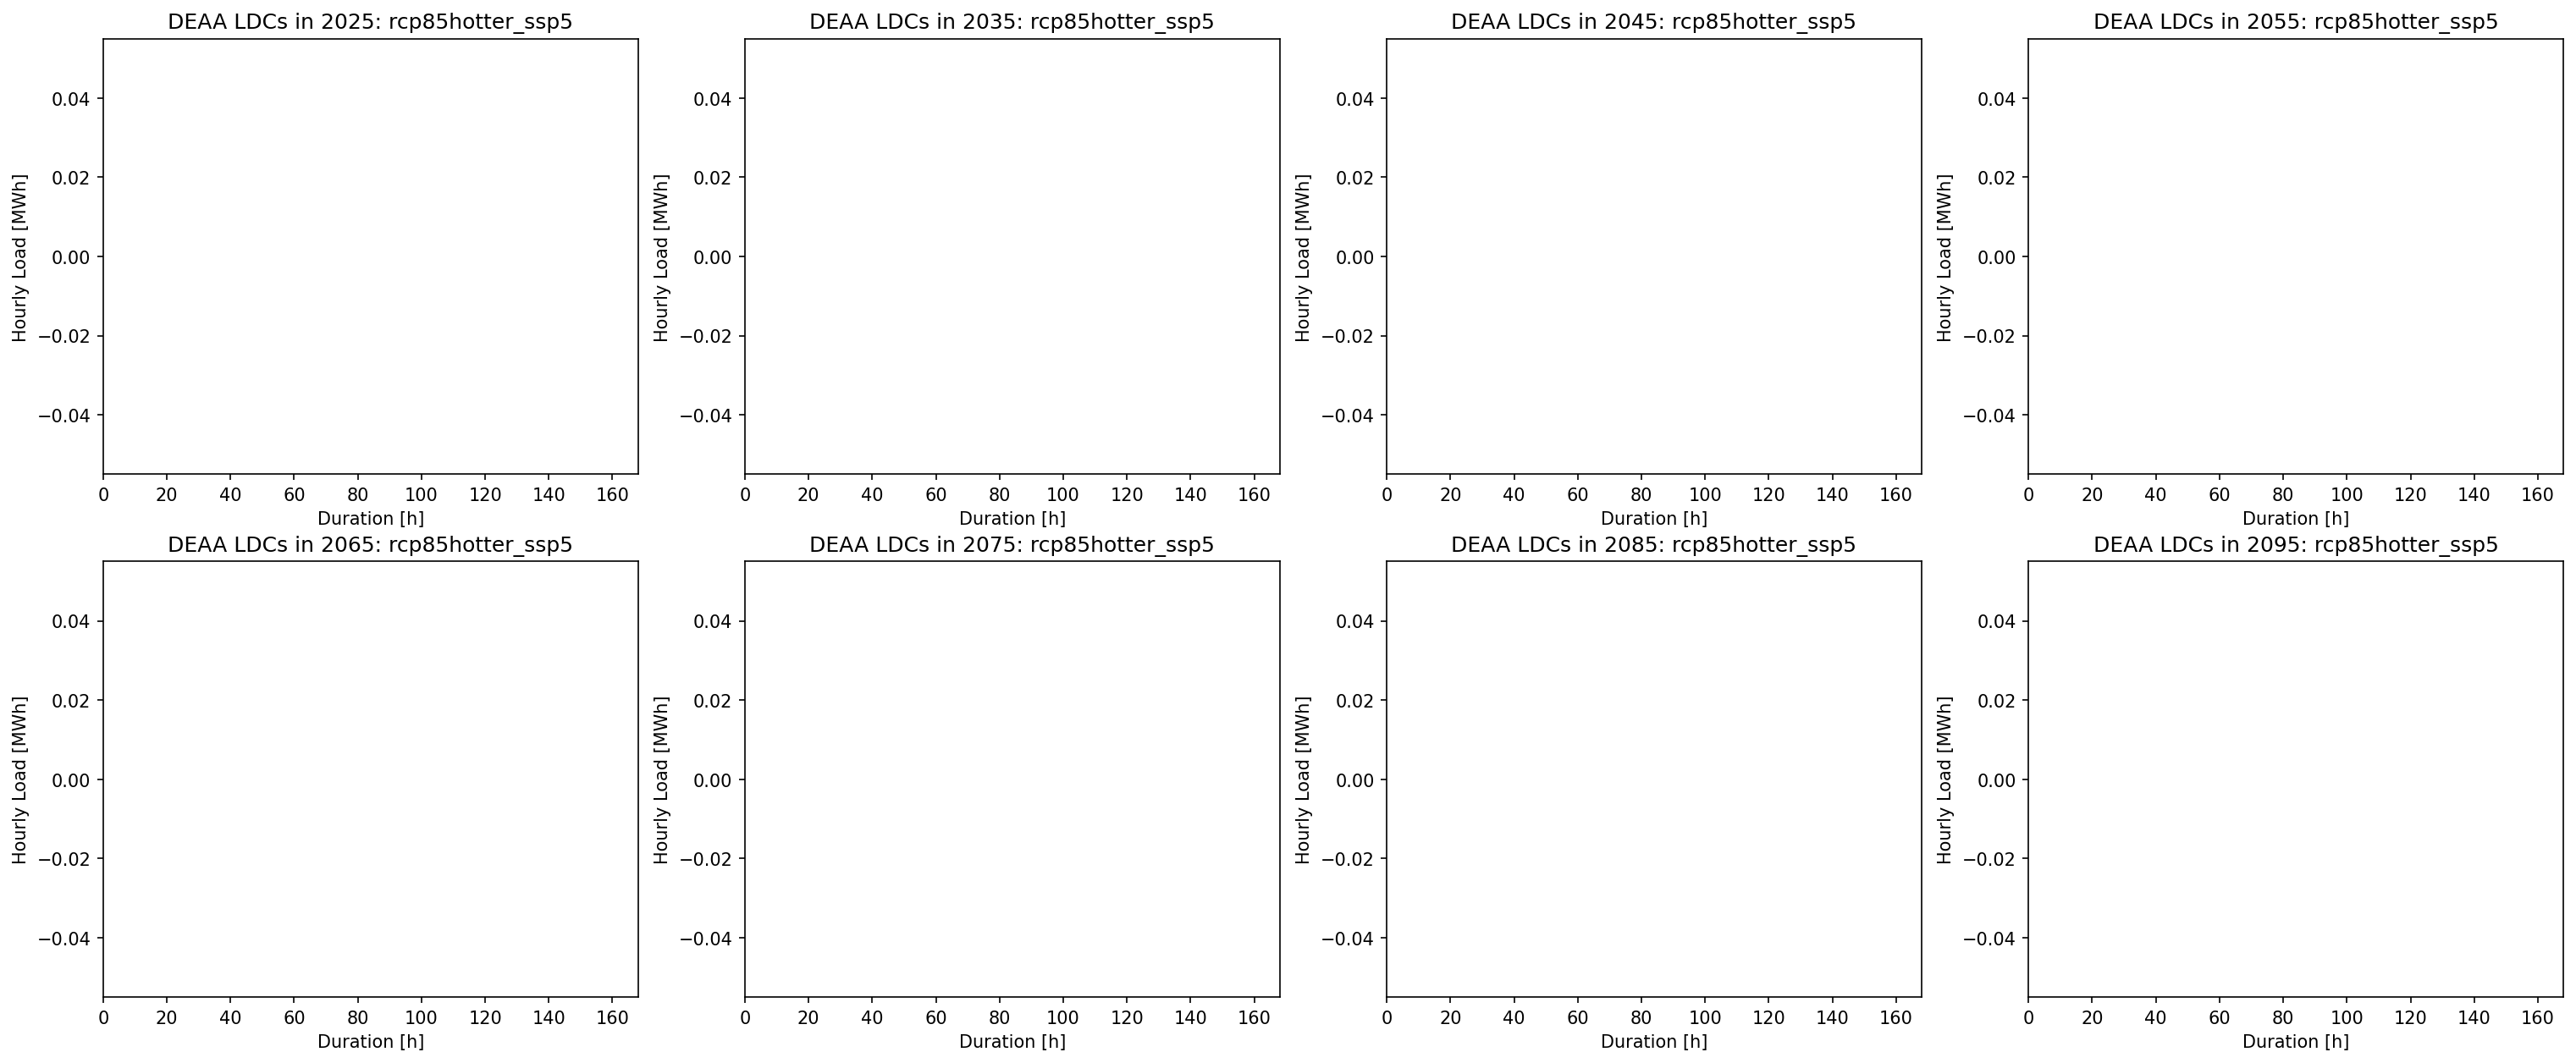 DEAA LDCs in 2025: rcp85hotter_ssp5
Hourly Load [MWh]
0.04
0.02
0.00
−0.02
−0.04
0 20 40 60 80 100 120 140 160
Duration [h]
DEAA LDCs in 2035: rcp85hotter_ssp5
Hourly Load [MWh]
0.04
0.02
0.00
−0.02
−0.04
0 20 40 60 80 100 120 140 160
Duration [h]
DEAA LDCs in 2045: rcp85hotter_ssp5
Hourly Load [MWh]
0.04
0.02
0.00
−0.02
−0.04
0 20 40 60 80 100 120 140 160
Duration [h]
DEAA LDCs in 2055: rcp85hotter_ssp5
Hourly Load [MWh]
0.04
0.02
0.00
−0.02
−0.04
0 20 40 60 80 100 120 140 160
Duration [h]
DEAA LDCs in 2065: rcp85hotter_ssp5
Hourly Load [MWh]
0.04
0.02
0.00
−0.02
−0.04
0 20 40 60 80 100 120 140 160
Duration [h]
DEAA LDCs in 2075: rcp85hotter_ssp5
Hourly Load [MWh]
0.04
0.02
0.00
−0.02
−0.04
0 20 40 60 80 100 120 140 160
Duration [h]
DEAA LDCs in 2085: rcp85hotter_ssp5
Hourly Load [MWh]
0.04
0.02
0.00
−0.02
−0.04
0 20 40 60 80 100 120 140 160
Duration [h]
DEAA LDCs in 2095: rcp85hotter_ssp5
Hourly Load [MWh]
0.04
0.02
0.00
−0.02
−0.04
0 20 40 60 80 100 120 140 160
Duration [h]